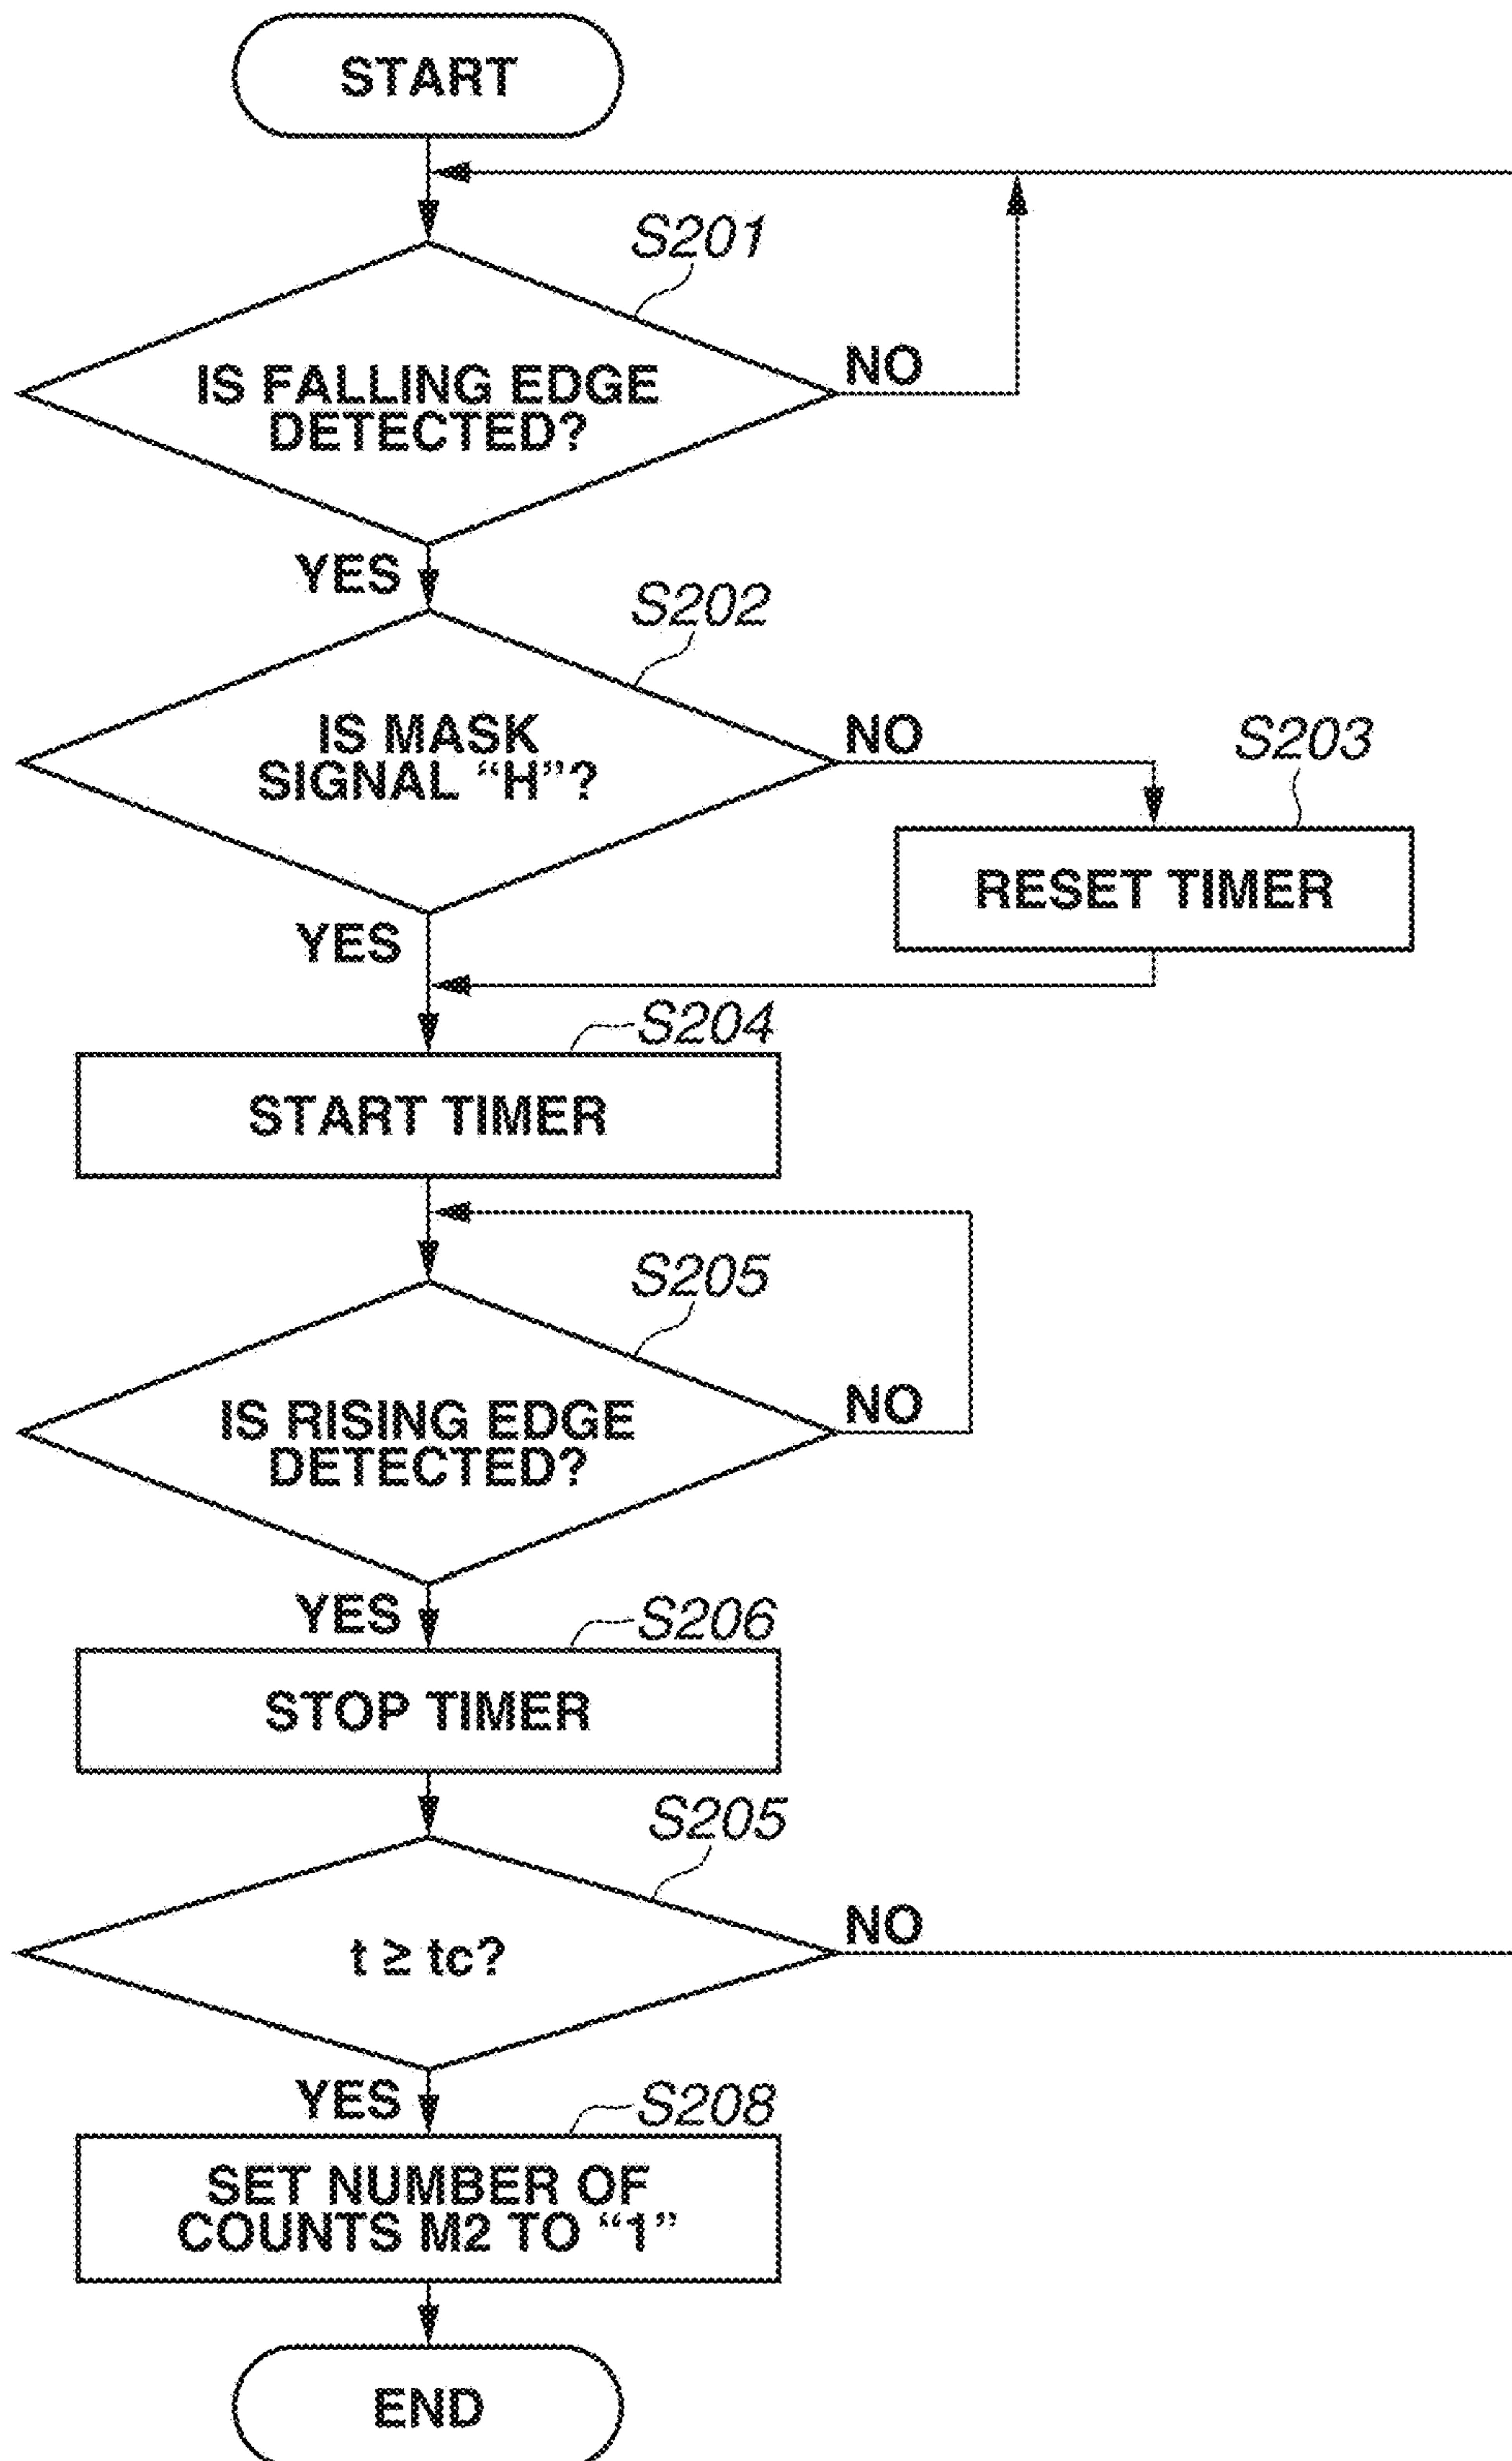 START
S201
IS FALLING EDGE
DETECTED?
NO
YES
S202
IS MASK
SIGNAL “H”?
NO
S203
RESET TIMER
YES
S204
START TIMER
S205
IS RISING EDGE
DETECTED?
NO
YES
S206
STOP TIMER
S205
t ≥ tc?
NO
YES
S208
SET NUMBER OF
COUNTS M2 TO “1”
END